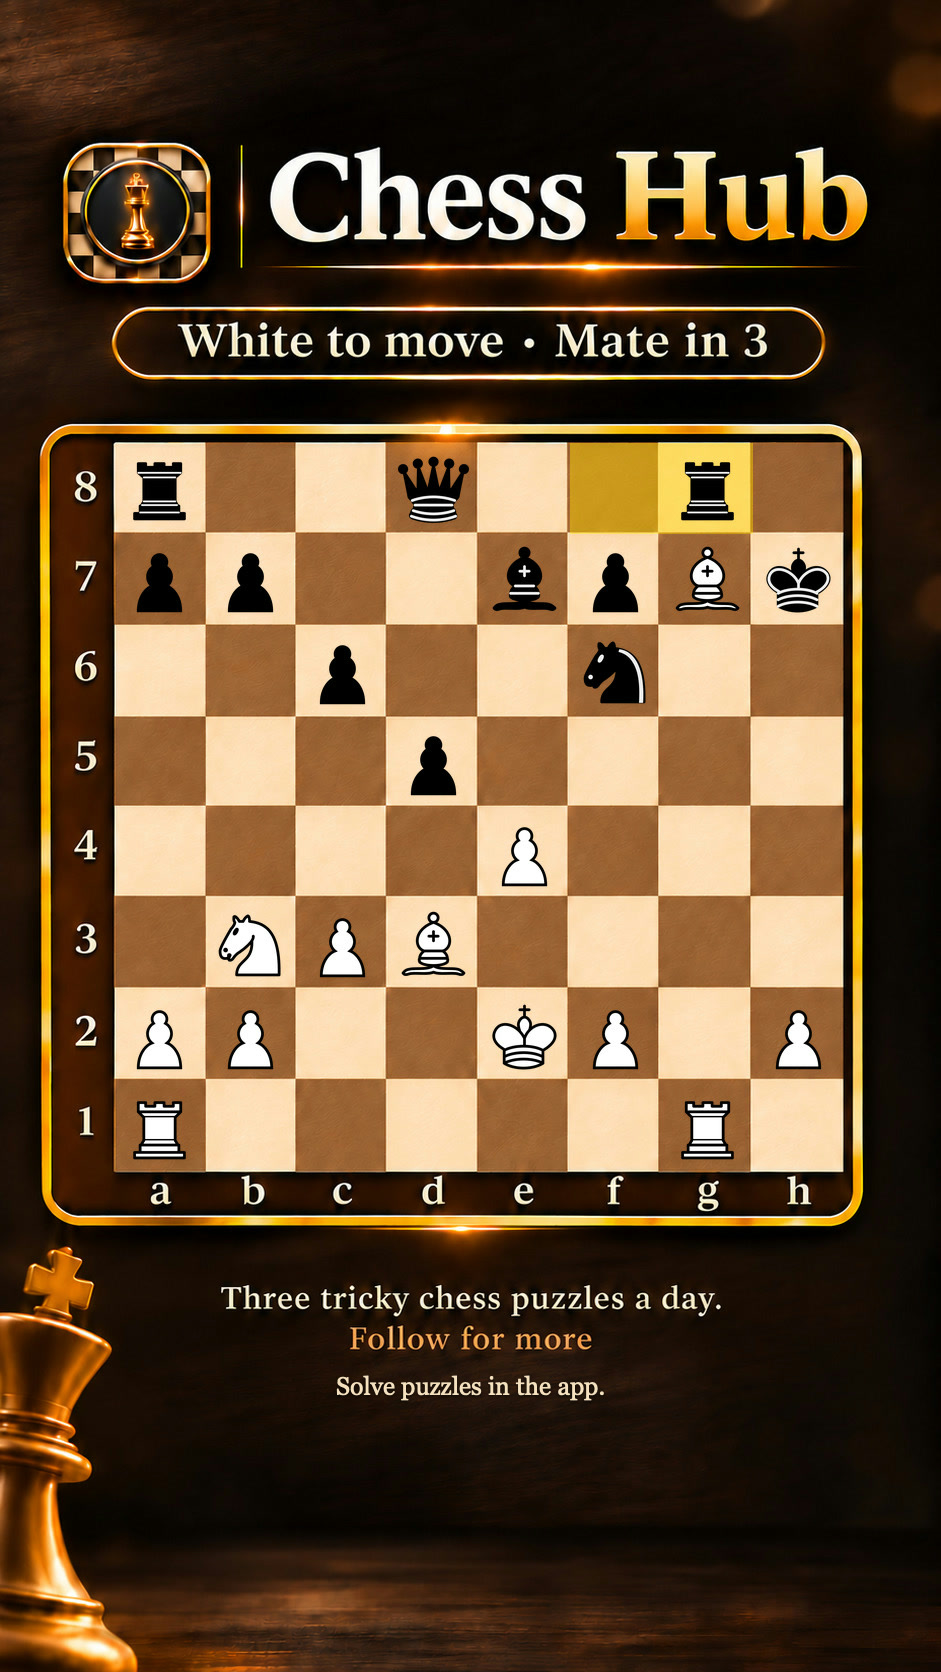 Chess Hub
White to move • Mate in 3
8
7
6
5
4
3
2
1
a b c d e f g h
Three tricky chess puzzles a day.
Follow for more
Solve puzzles in the app.